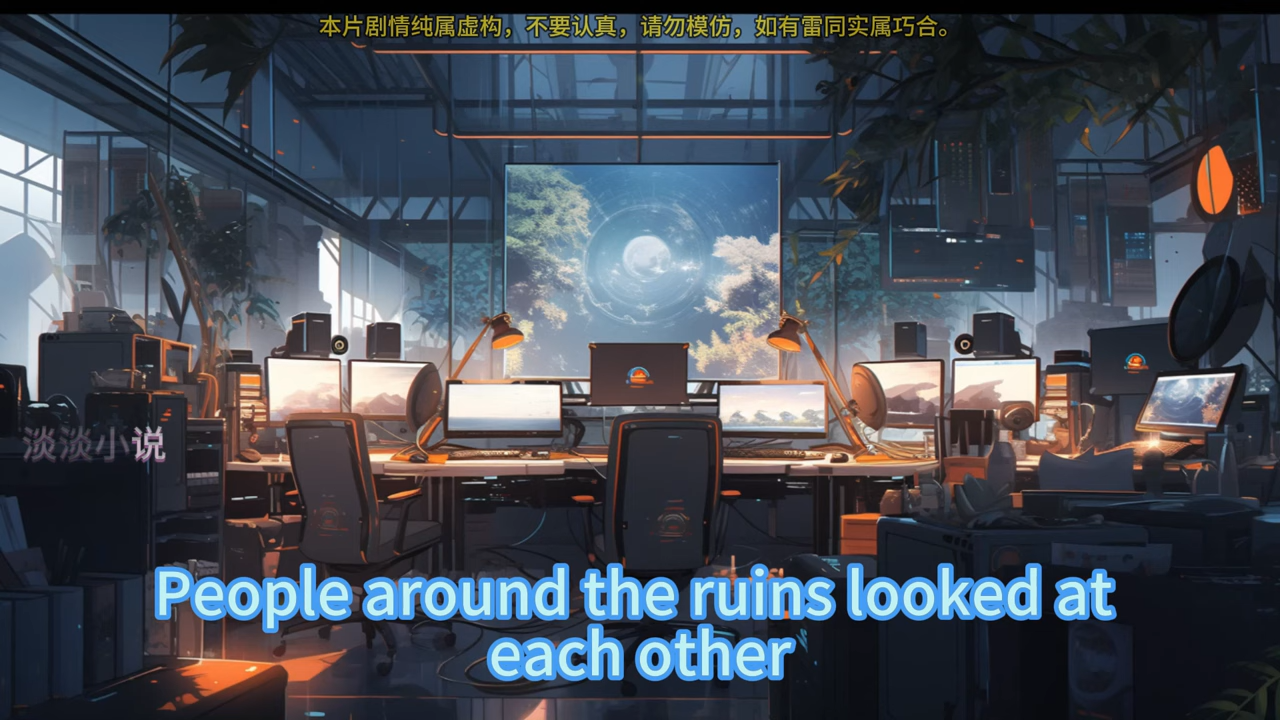 本片剧情纯属虚构，不要认真，请勿模仿，如有雷同实属巧合。
淡淡小说
People around the ruins looked at
each other